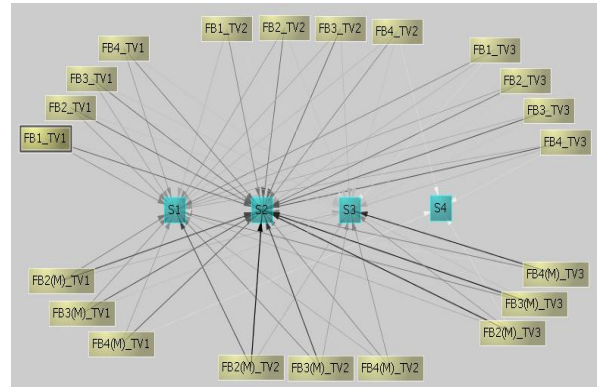 FB1_TV2
FB2_TV2
FB3_TV2
FB4_TV2
FB4_TV1
FB1_TV3
FB3_TV1
FB2_TV3
FB2_TV1
FB3_TV3
FB1_TV1
FB4_TV3
S1
S2
S3
S4
FB2(M)_TV1
FB4(M)_TV3
FB3(M)_TV1
FB3(M)_TV3
FB4(M)_TV1
FB2(M)_TV3
FB2(M)_TV2
FB3(M)_TV2
FB4(M)_TV2